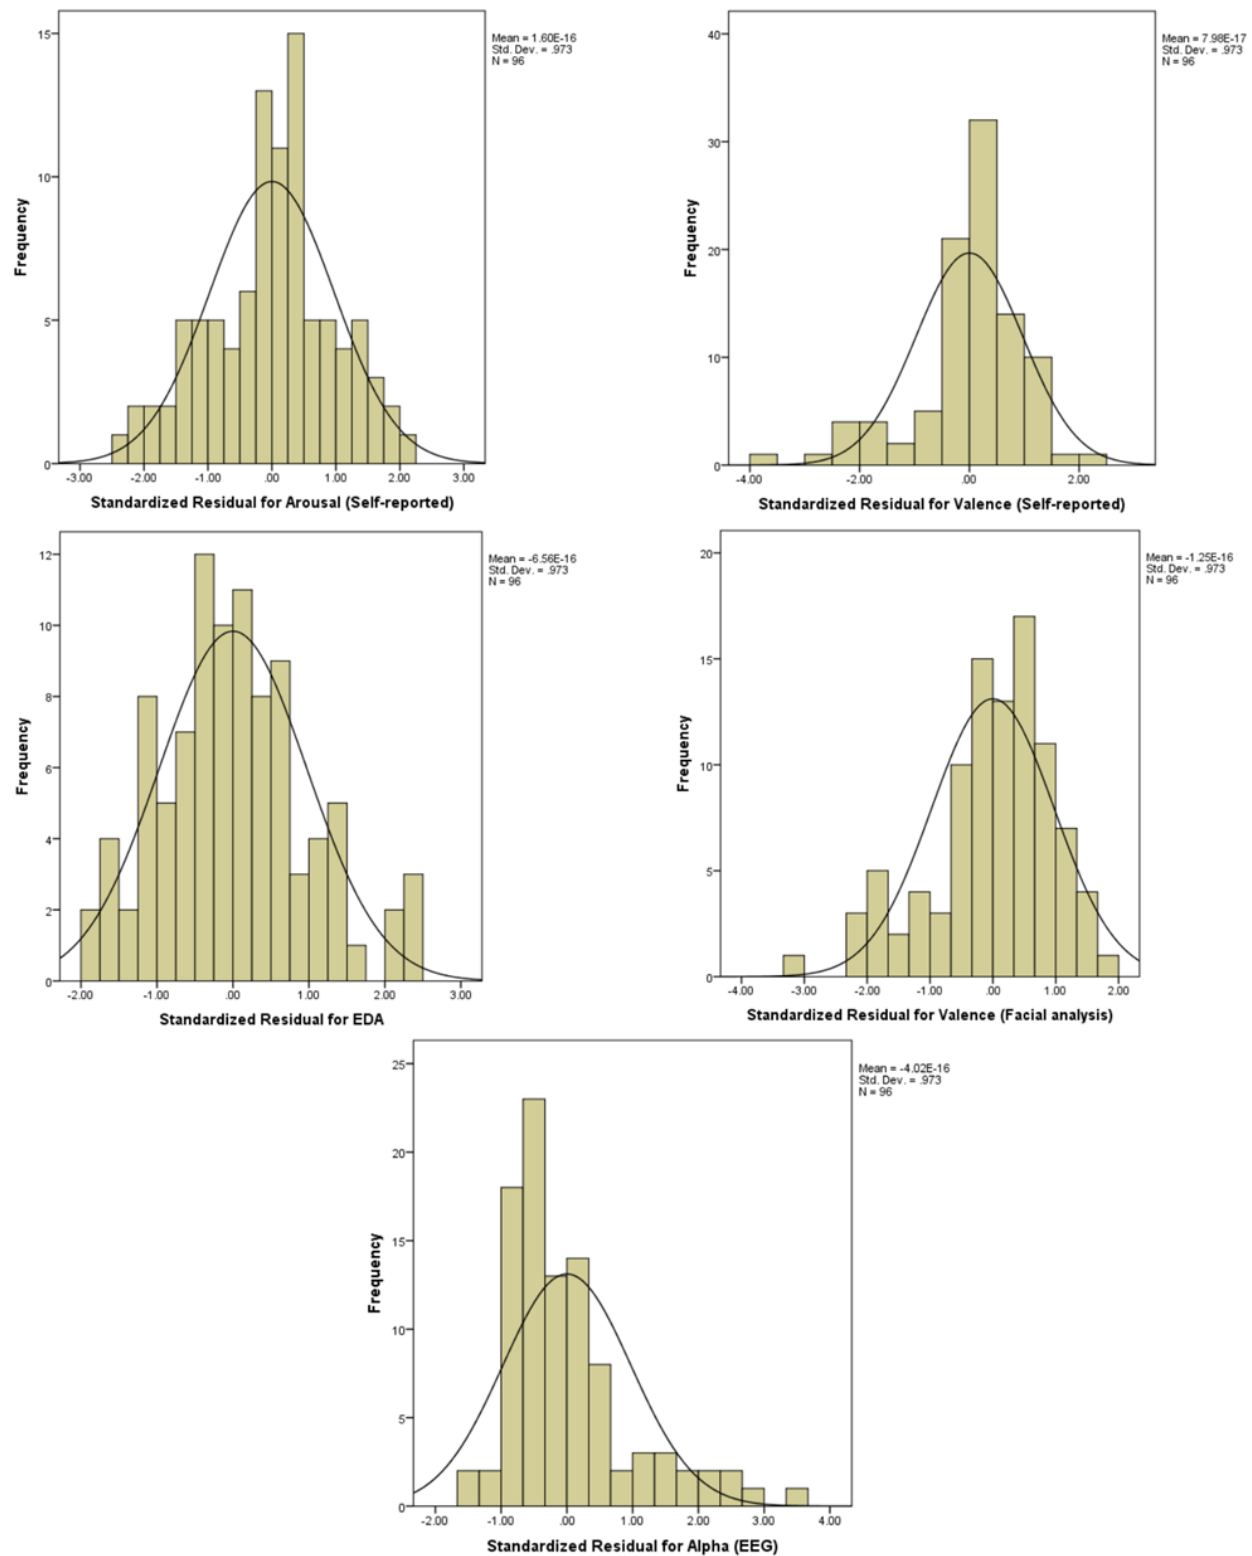 15
10
5
0
Frequency
-3.00 -2.00 -1.00 .00 1.00 2.00 3.00
Standardized Residual for Arousal (Self-reported)
Mean = 1.60E-16
Std. Dev. = .973
N = 96
40
30
20
10
0
Frequency
-4.00 -2.00 .00 2.00
Standardized Residual for Valence (Self-reported)
Mean = 7.98E-17
Std. Dev. = .973
N = 96
12
10
8
6
4
2
0
Frequency
-2.00 -1.00 .00 1.00 2.00 3.00
Standardized Residual for EDA
Mean = -6.56E-16
Std. Dev. = .973
N = 96
20
15
10
5
0
Frequency
-4.00 -3.00 -2.00 -1.00 .00 1.00 2.00
Standardized Residual for Valence (Facial analysis)
Mean = -1.25E-16
Std. Dev. = .973
N = 96
25
20
15
10
5
0
Frequency
-2.00 -1.00 .00 1.00 2.00 3.00 4.00
Standardized Residual for Alpha (EEG)
Mean = -4.02E-16
Std. Dev. = .973
N = 96